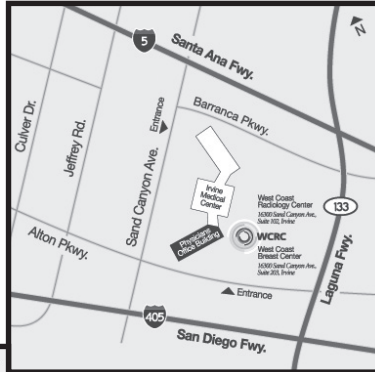 N
5
Santa Ana Fwy.
Barranca Pkwy.
Entrance
Culver Dr.
Jeffrey Rd.
Sand Canyon Ave.
Irvine
Medical
Center
West Coast
Radiology Center
16300 Sand Canyon Ave.,
Suite 102, Irvine
133
Physicians
Office Building
WCRC
West Coast
Breast Center
16300 Sand Canyon Ave.,
Suite 203, Irvine
Alton Pkwy.
Laguna Fwy.
Entrance
405
San Diego Fwy.